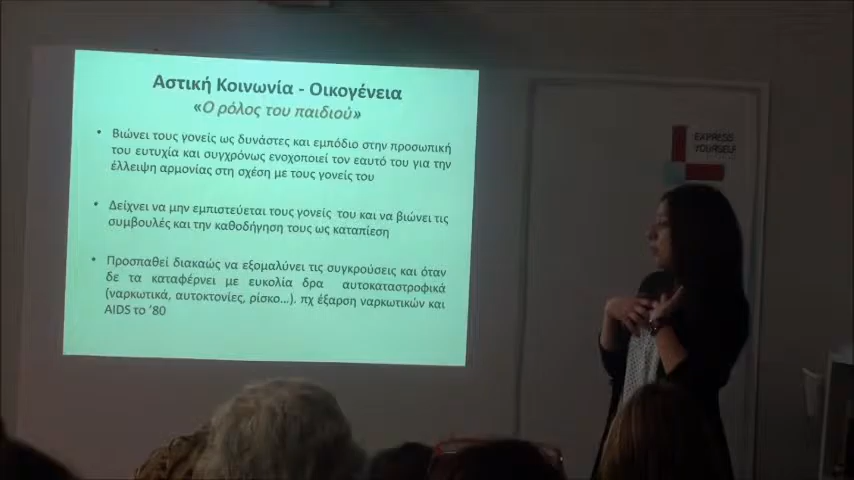 Αστική Κοινωνία - Οικογένεια
«Ο ρόλος του παιδιού»
• Βιώνει τους γονείς ως δυνάστες και εμπόδιο στην προσωπική
του ευτυχία και συγχρόνως ενοχοποιεί τον εαυτό του για την
έλλειψη αρμονίας στη σχέση με τους γονείς του
• Δείχνει να μην εμπιστεύεται τους γονείς του και να βιώνει τις
συμβουλές και την καθοδήγηση τους ως καταπίεση
• Προσπαθεί διακαώς να εξομαλύνει τις συγκρούσεις και όταν
δε τα καταφέρνει με ευκολία δρα αυτοκαταστροφικά
(ναρκωτικά, αυτοκτονίες, ρίσκο...). πχ έξαρση ναρκωτικών και
AIDS το '80
EXPRESS
YOURSELF